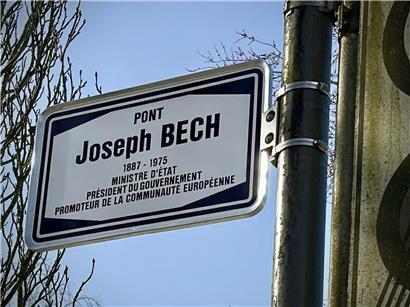 PONT
Joseph BECH
1887 - 1975
MINISTRE D'ÉTAT
PRÉSIDENT DU GOUVERNEMENT
PROMOTEUR DE LA COMMUNAUTÉ EUROPÉENNE